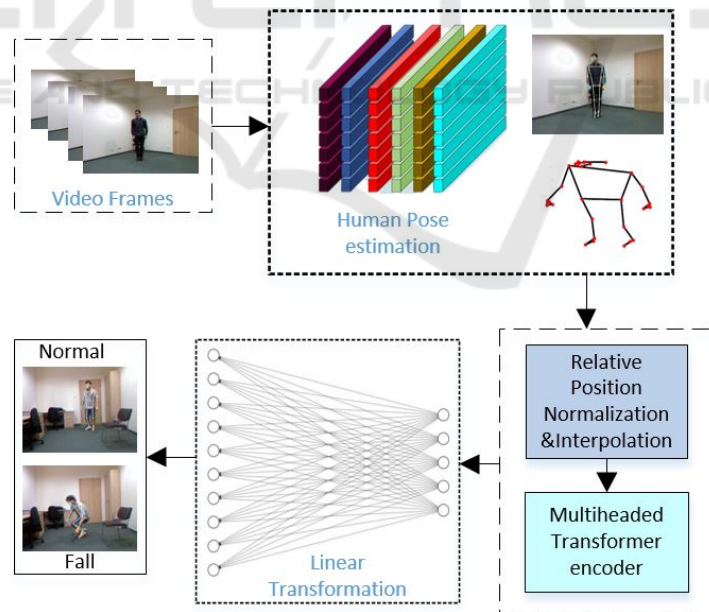 Video Frames
Human Pose
estimation
Relative
Position
Normalization
&Interpolation
Multiheaded
Transformer
encoder
Linear
Transformation
Normal
Fall